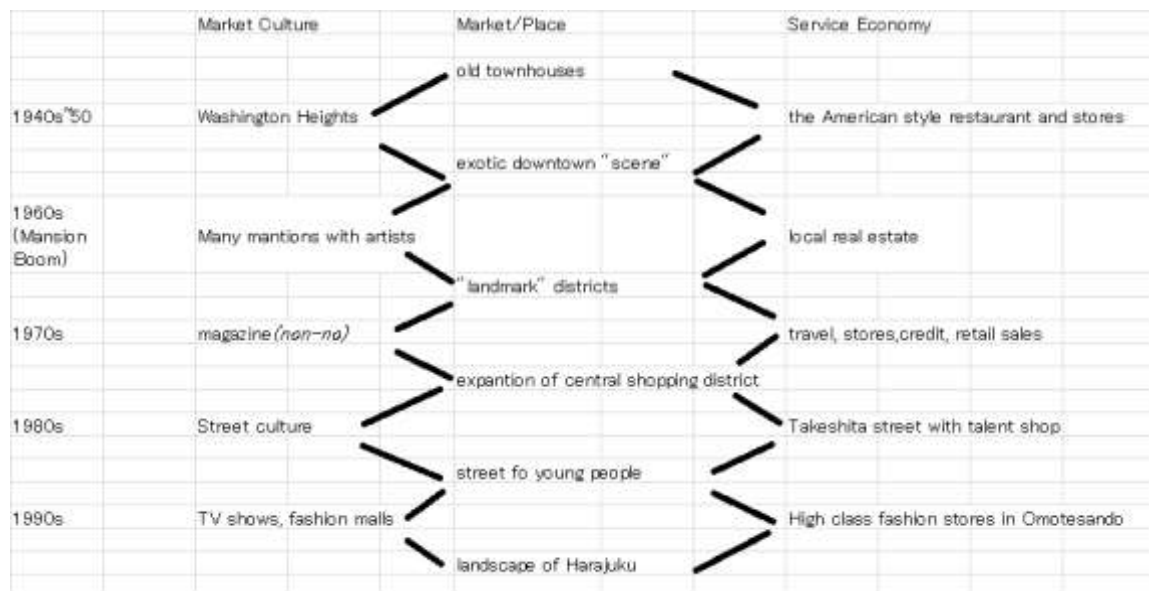 Market Culture Market/Place Service Economy
old townhouses
1940s~50 Washington Heights the American style restaurant and stores
exotic downtown "scene"
1960s
(Mansion Many mantions with artists local real estate
Boom)
"landmark" districts
1970s magazine(non-no) travel, stores,credit, retail sales
expantion of central shopping district
1980s Street culture Takeshita street with talent shop
street fo young people
1990s TV shows, fashion malls High class fashion stores in Omotesando
landscape of Harajuku